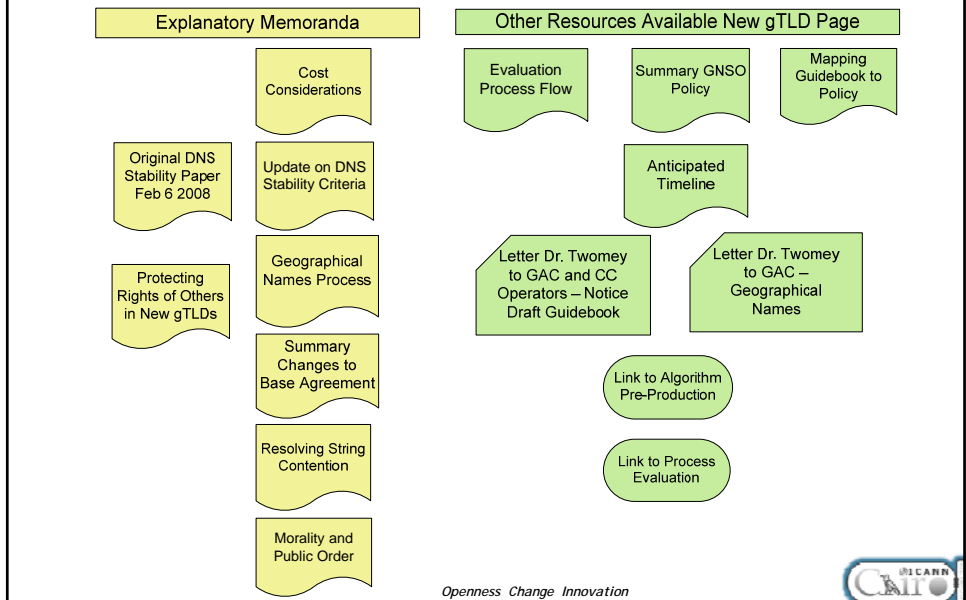 Explanatory Memoranda
Cost
Considerations
Original DNS
Stability Paper
Feb 6 2008
Update on DNS
Stability Criteria
Protecting
Rights of Others
in New gTLDs
Geographical
Names Process
Summary
Changes to
Base Agreement
Resolving String
Contention
Morality and
Public Order
Other Resources Available New gTLD Page
Evaluation
Process Flow
Summary GNSO
Policy
Mapping
Guidebook to
Policy
Anticipated
Timeline
Letter Dr. Twomey
to GAC and CC
Operators – Notice
Draft Guidebook
Letter Dr. Twomey
to GAC –
Geographical
Names
Link to Algorithm
Pre-Production
Link to Process
Evaluation
Openness Change Innovation
ICANN
Cairo